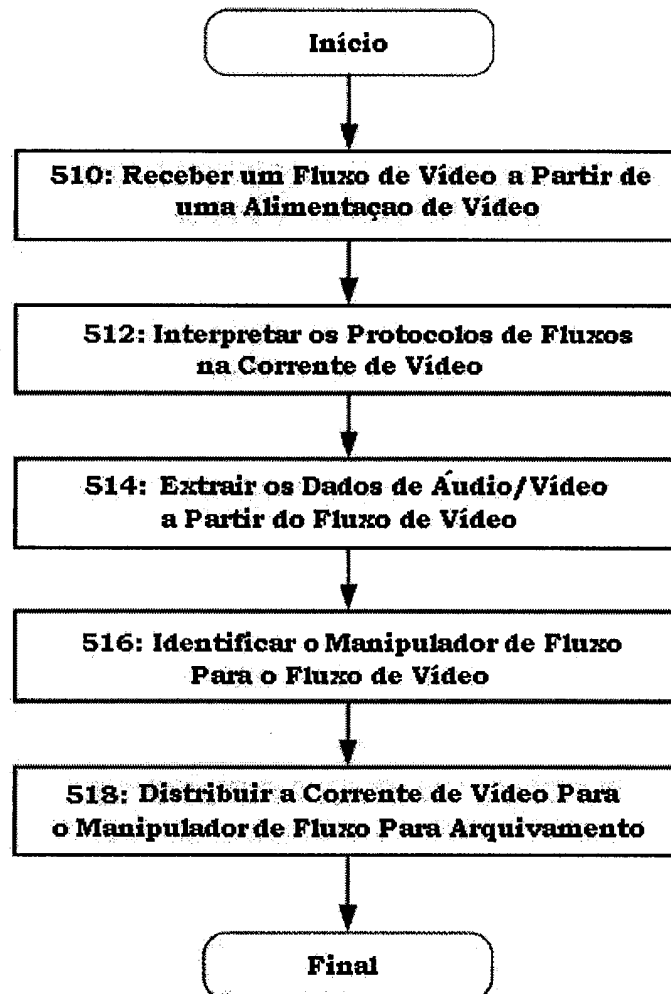 Início
510: Receber um Fluxo de Vídeo a Partir de
uma Alimentaçao de Vídeo
512: Interpretar os Protocolos de Fluxos
na Corrente de Vídeo
514: Extrair os Dados de Áudio/Vídeo
a Partir do Fluxo de Vídeo
516: Identificar o Manipulador de Fluxo
Para o Fluxo de Vídeo
518: Distribuir a Corrente de Vídeo Para
o Manipulador de Fluxo Para Arquivamento
Final